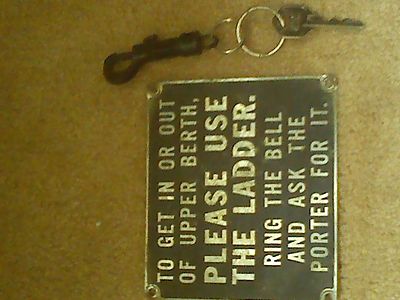 TO GET IN OR OUT
OF UPPER BERTH,
PLEASE USE
THE LADDER.
RING THE BELL
AND ASK THE
PORTER FOR IT.